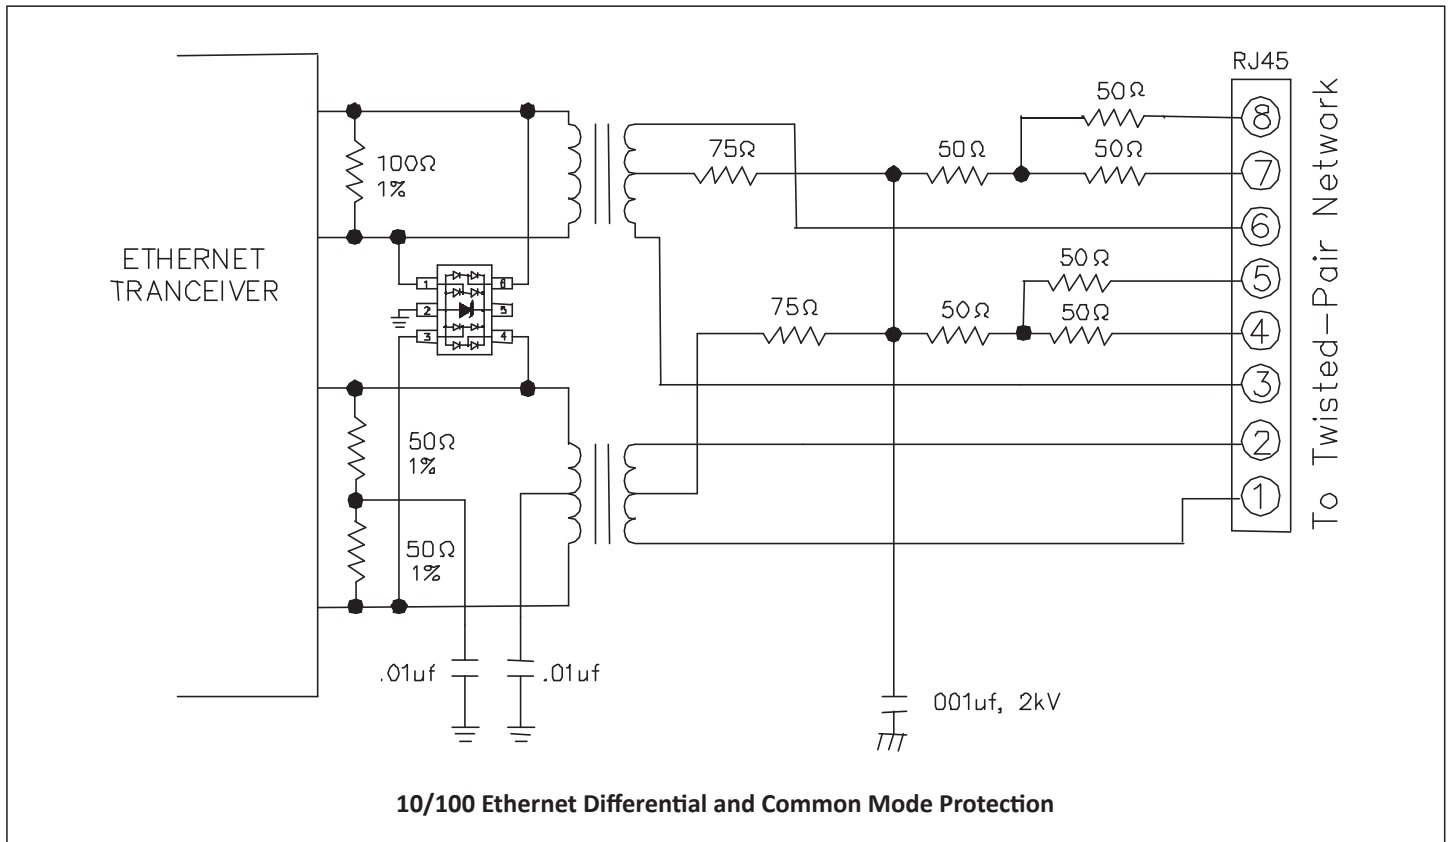 RJ45
50Ω
8
75Ω
50Ω
50Ω
7
100Ω
1%
6
ETHERNET
TRANCEIVER
50Ω
5
1
6
2
5
3
4
75Ω
50Ω
50Ω
4
3
50Ω
1%
2
1
50Ω
1%
.01uf
.01uf
001uf, 2kV
To Twisted-Pair Network
10/100 Ethernet Differential and Common Mode Protection